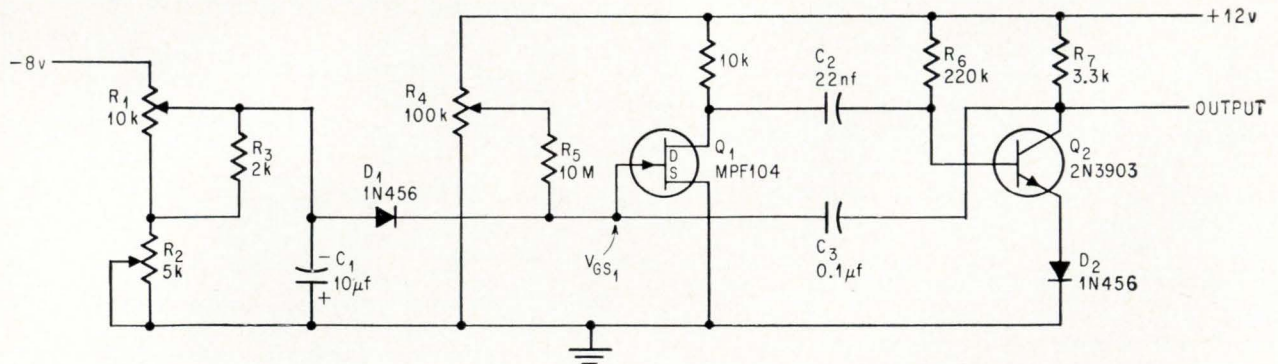 -8v
R1
10k
R3
2k
R2
5k
D1
1N456
C1
10μf
-
+
R4
100k
R5
10M
VGS1
10k
D
S
Q1
MPF104
C2
22nf
C3
0.1μf
R6
220k
R7
3.3k
+12v
OUTPUT
Q2
2N3903
D2
1N456